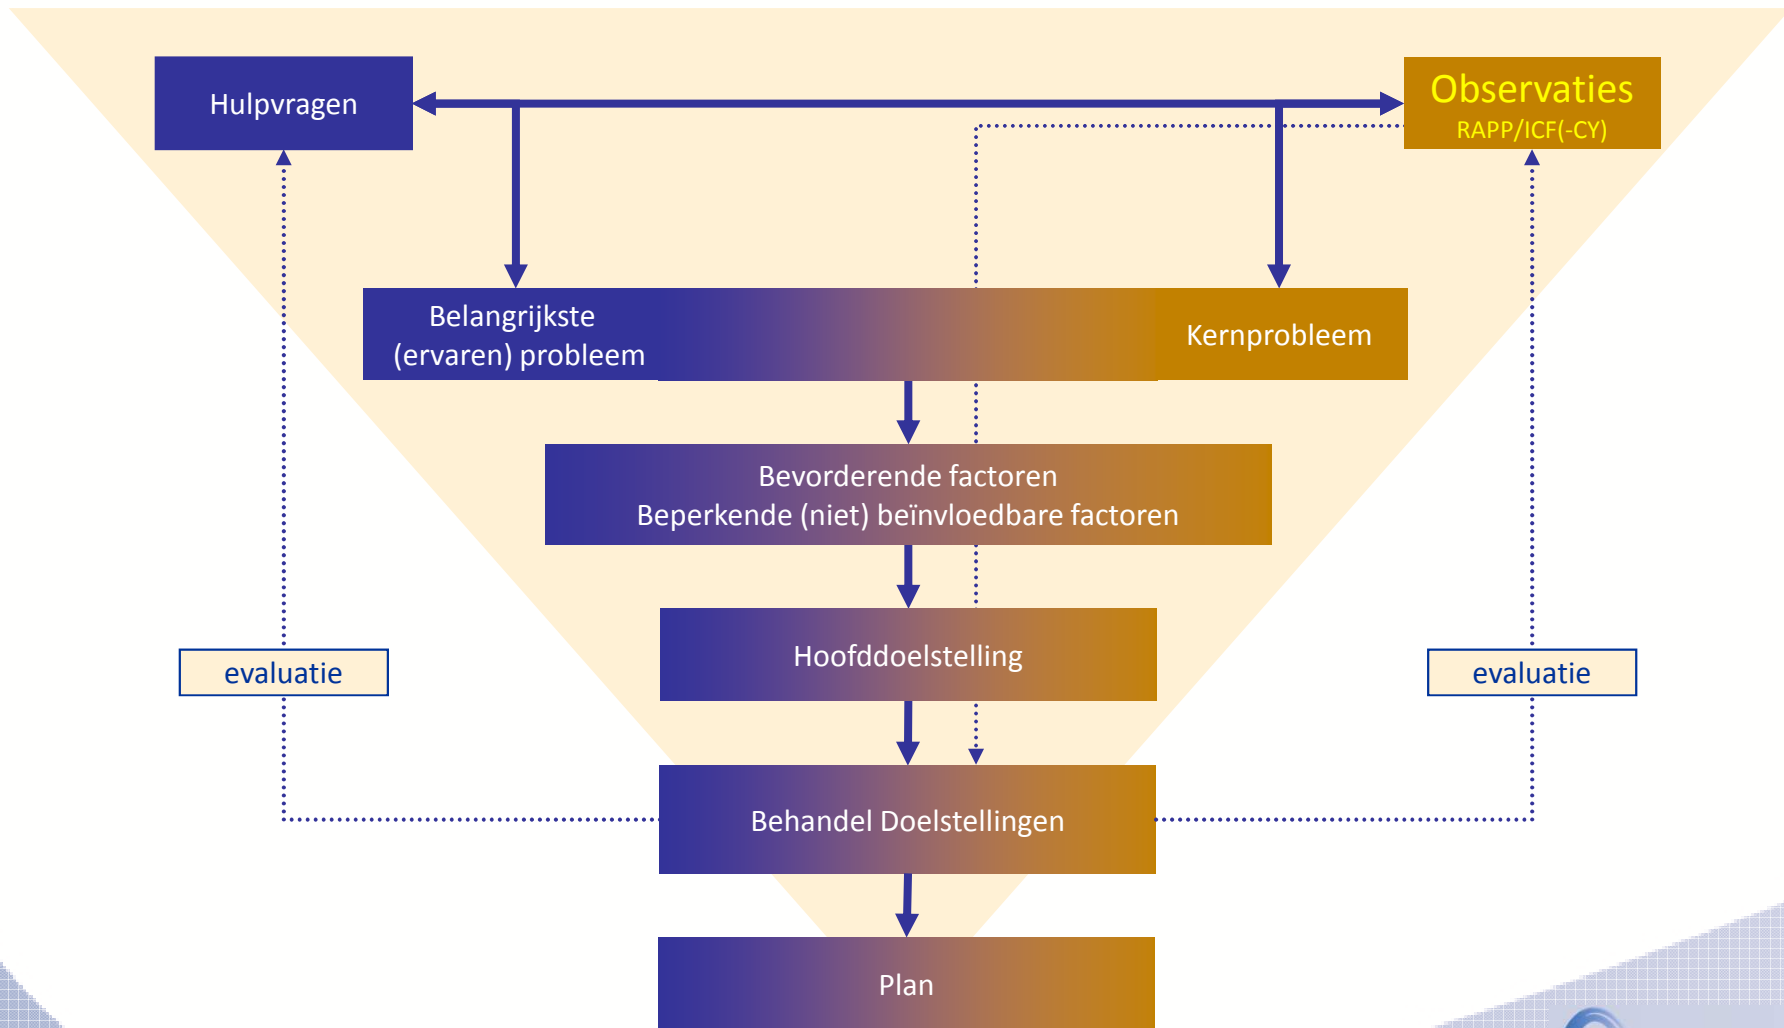 Hulpvragen
Observaties
RAPP/ICF(-CY)
Belangrijkste
(ervaren) probleem
Kernprobleem
Bevorderende factoren
Beperkende (niet) beïnvloedbare factoren
Hoofddoelstelling
evaluatie
evaluatie
Behandel Doelstellingen
Plan